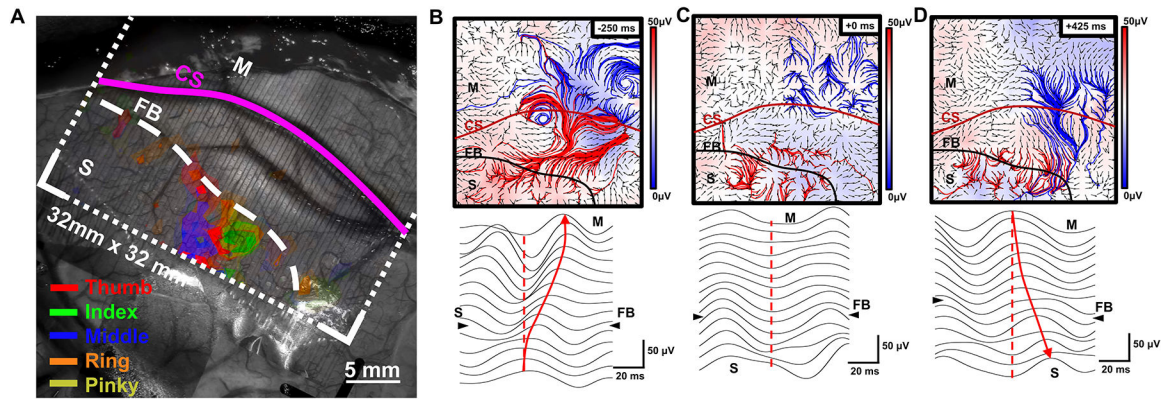 A
M
CS
FB
S
32mm x 32 mm
Thumb
Index
Middle
Ring
Pinky
5 mm
B
-250 ms
50µV
M
CS
FB
S
0µV
M
S
FB
50 µV
20 ms
C
+0 ms
50µV
M
CS
FB
S
0µV
M
FB
S
50 µV
20 ms
D
+425 ms
50µV
M
CS
FB
S
0µV
M
FB
S
50 µV
20 ms